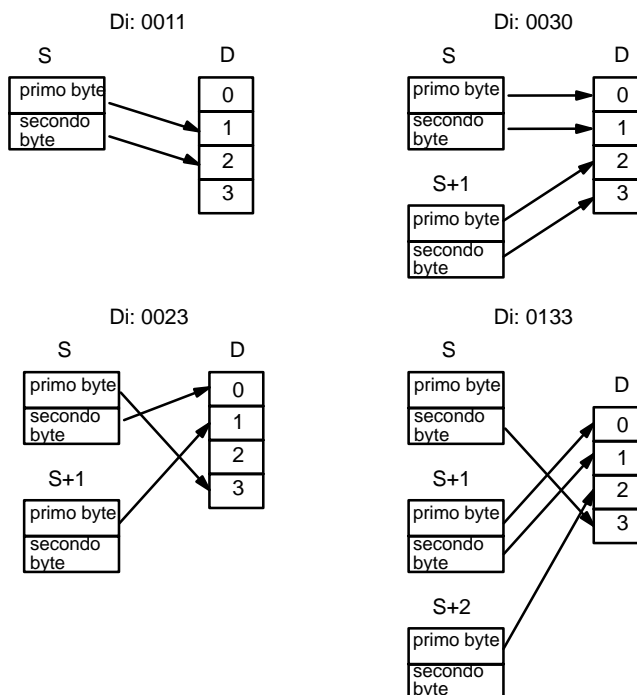 Di: 0011
S D
primo byte
secondo
byte
0
1
2
3
Di: 0030
S D
primo byte
secondo
byte
S+1
primo byte
secondo
byte
0
1
2
3
Di: 0023
S D
primo byte
secondo
byte
S+1
primo byte
secondo
byte
0
1
2
3
Di: 0133
S
D
primo byte
secondo
byte
S+1
primo byte
secondo
byte
S+2
primo byte
secondo
byte
0
1
2
3